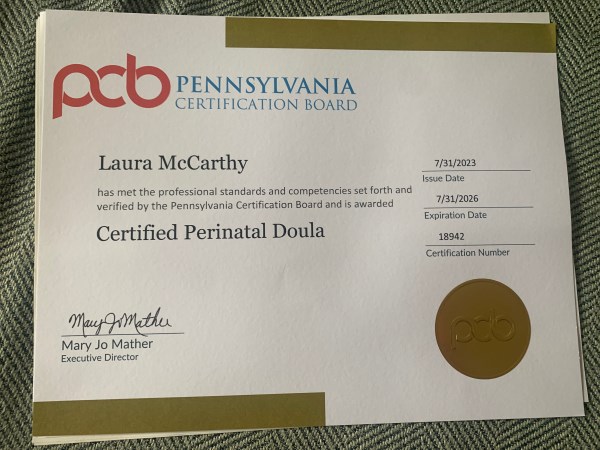 pcb PENNSYLVANIA
CERTIFICATION BOARD
Laura McCarthy
has met the professional standards and competencies set forth and
verified by the Pennsylvania Certification Board and is awarded
Certified Perinatal Doula
7/31/2023
Issue Date
7/31/2026
Expiration Date
18942
Certification Number
Mary Jo Mather
Mary Jo Mather
Executive Director
pcb